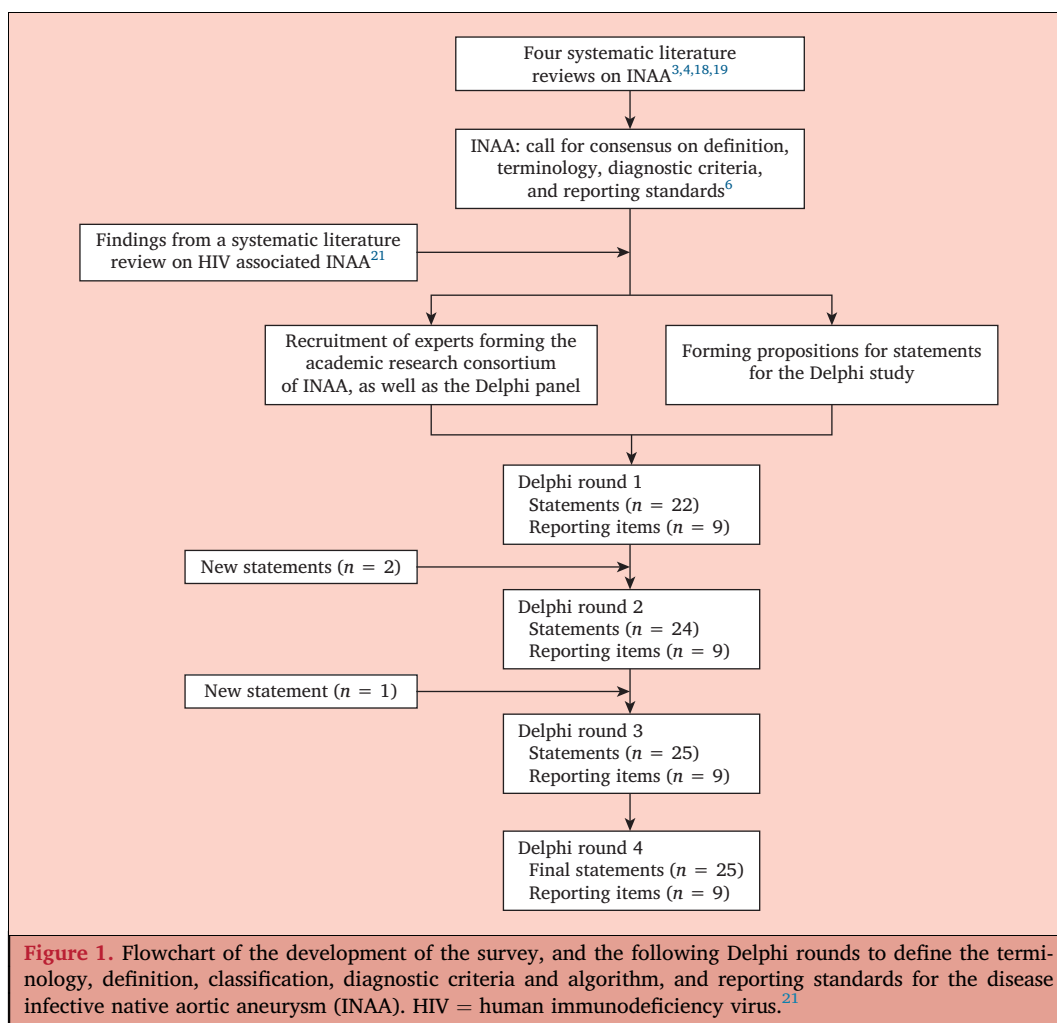 Four systematic literature
reviews on INAA3,4,18,19
INAA: call for consensus on definition,
terminology, diagnostic criteria,
and reporting standards6
Findings from a systematic literature
review on HIV associated INAA21
Recruitment of experts forming the
academic research consortium
of INAA, as well as the Delphi panel
Forming propositions for statements
for the Delphi study
Delphi round 1
Statements (n = 22)
Reporting items (n = 9)
New statements (n = 2)
Delphi round 2
Statements (n = 24)
Reporting items (n = 9)
New statement (n = 1)
Delphi round 3
Statements (n = 25)
Reporting items (n = 9)
Delphi round 4
Final statements (n = 25)
Reporting items (n = 9)
Figure 1. Flowchart of the development of the survey, and the following Delphi rounds to define the termi-
nology, definition, classification, diagnostic criteria and algorithm, and reporting standards for the disease
infective native aortic aneurysm (INAA). HIV = human immunodeficiency virus.21